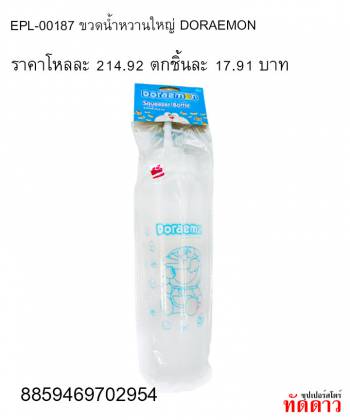 EPL-00187 ขวดน้ำหวานใหญ่ DORAEMON
ราคาโหลละ 214.92 ตกชิ้นละ 17.91 บาท
Doraemon
Squeezer Bottle
Doraemon
8859469702954
ซุปเปอร์สโตร์
ทัดดาว